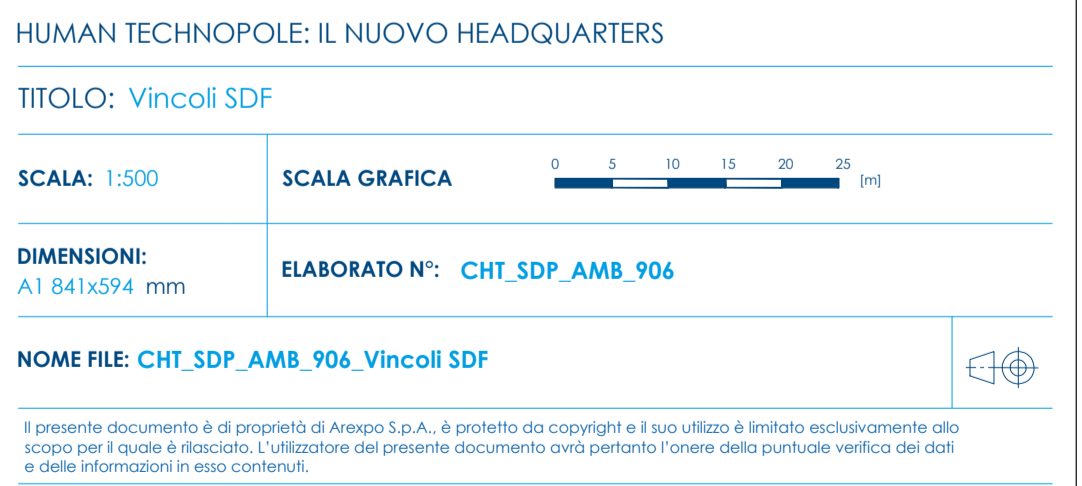 HUMAN TECHNOPOLE: IL NUOVO HEADQUARTERS
TITOLO: Vincoli SDF
SCALA: 1:500
SCALA GRAFICA
0 5 10 15 20 25
[m]
DIMENSIONI:
A1 841x594 mm
ELABORATO N°: CHT_SDP_AMB_906
NOME FILE: CHT_SDP_AMB_906_Vincoli SDF
Il presente documento è di proprietà di Arexpo S.p.A., è protetto da copyright e il suo utilizzo è limitato esclusivamente allo
scopo per il quale è rilasciato. L’utilizzatore del presente documento avrà pertanto l’onere della puntuale verifica dei dati
e delle informazioni in esso contenuti.